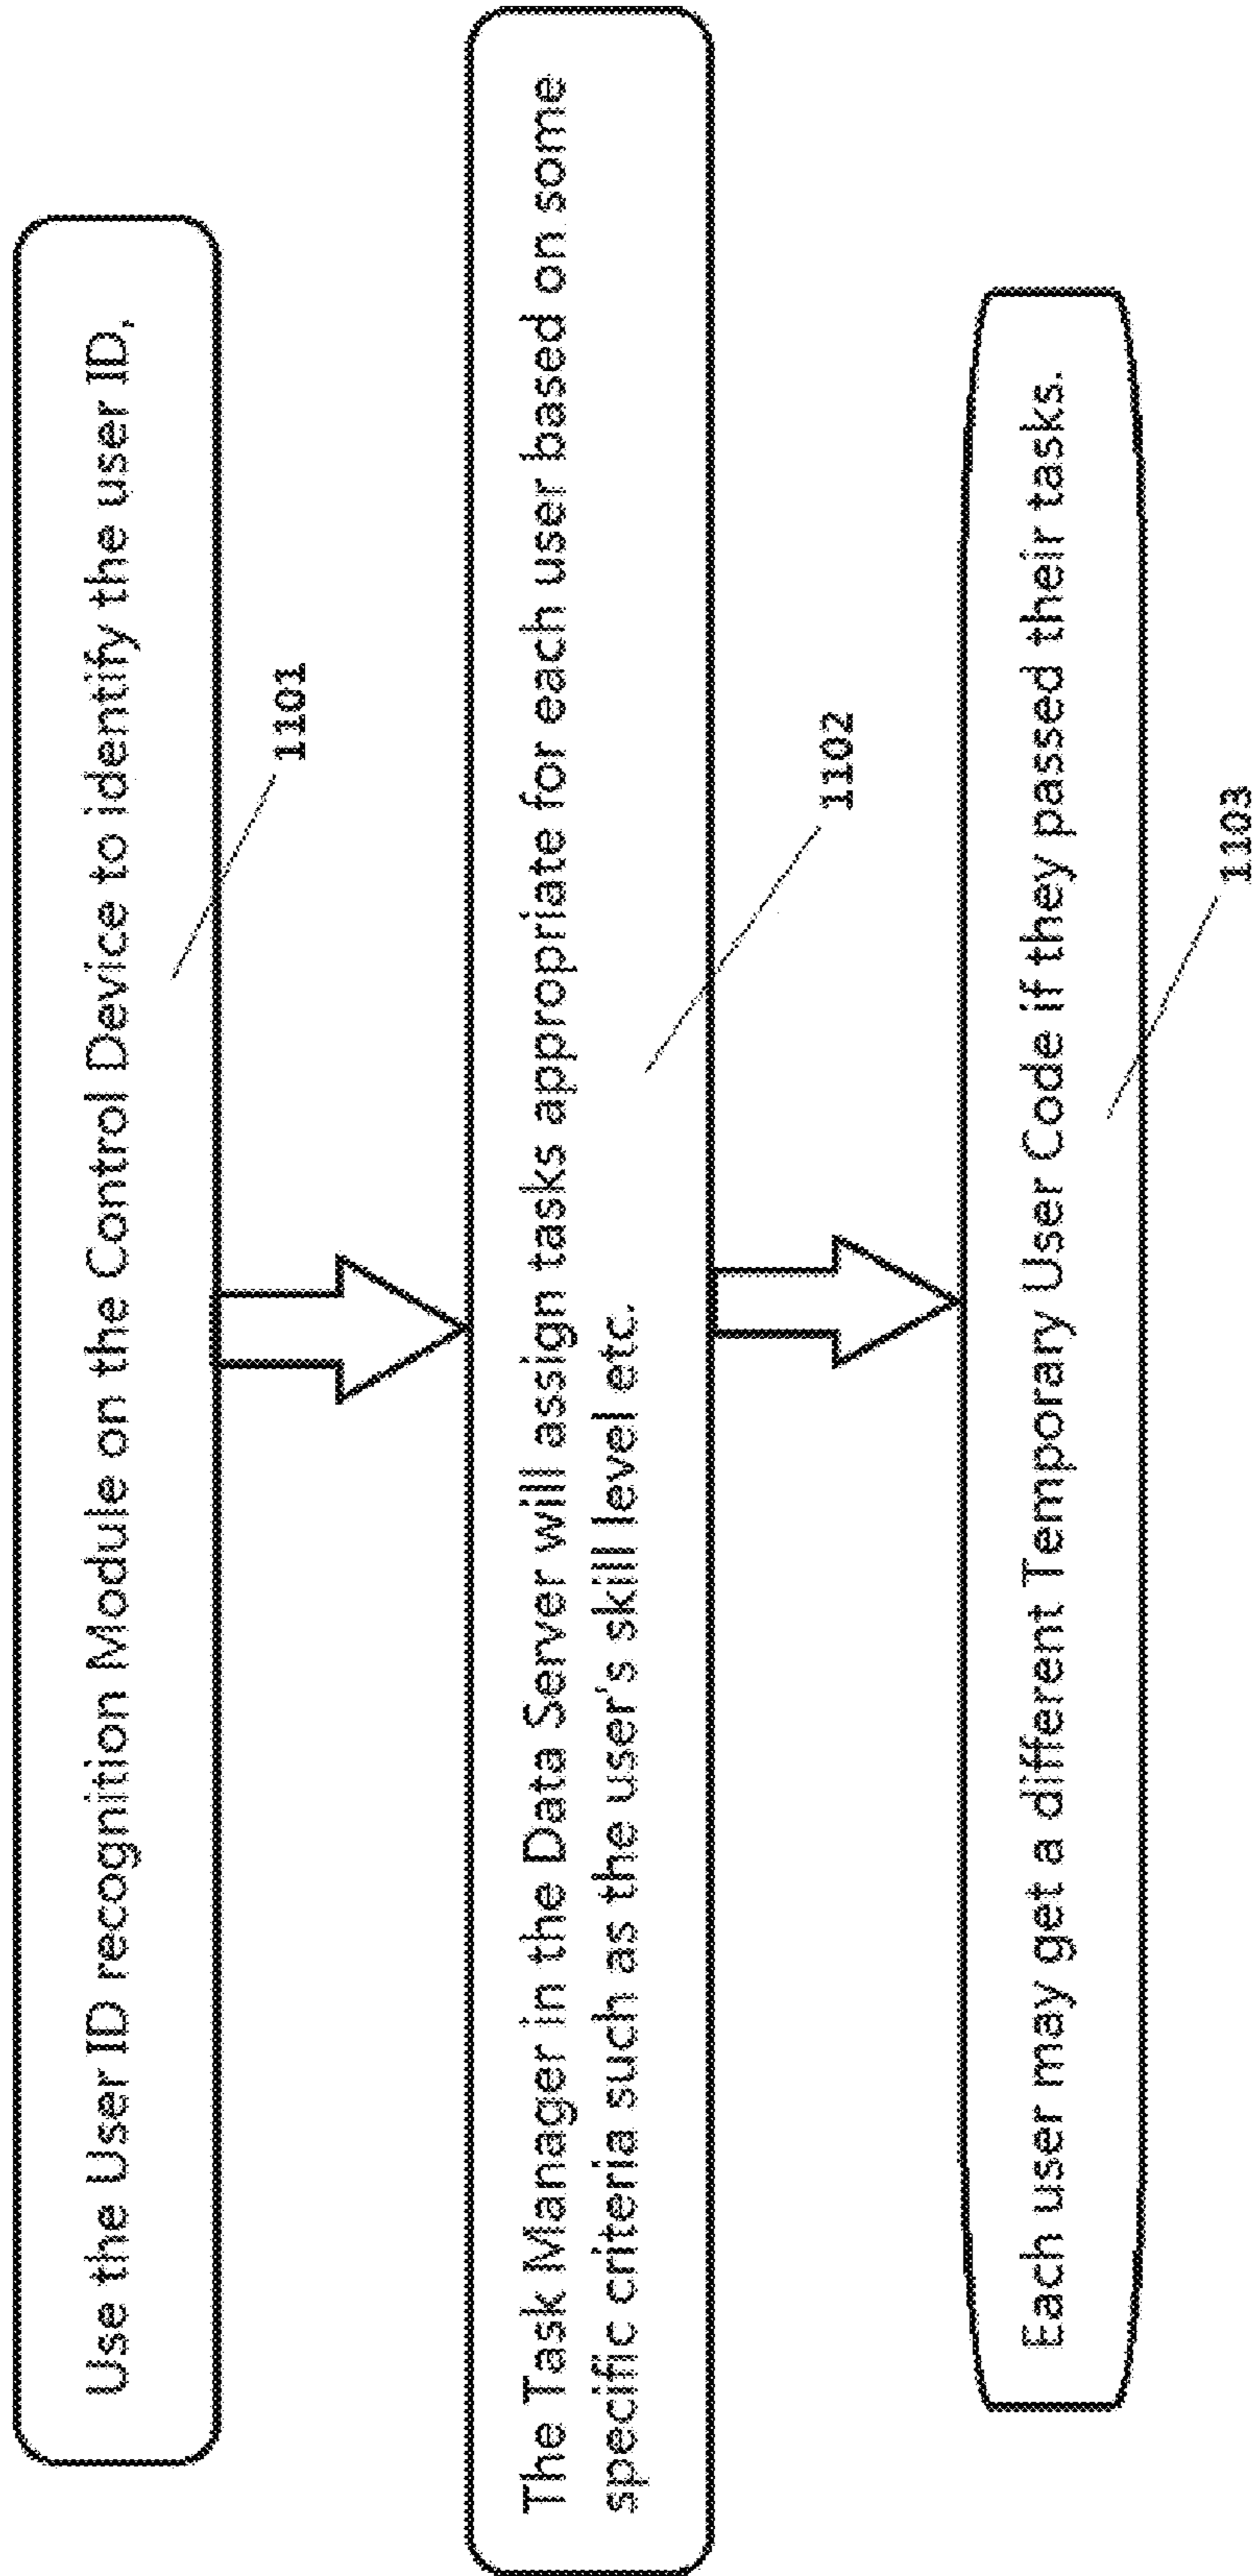 Use the User ID recognition Module on the Control Device to identify the user ID,
1101
The Task Manager in the Data Server will assign tasks appropriate for each user based on some
specific criteria such as the user's skill level etc.
1102
Each user may get a different Temporary User Code if they passed their tasks.
1103